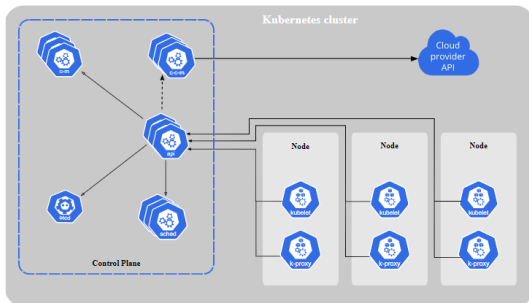 Kubernetes cluster
c-m
c-c-m
Cloud
provider
API
api
Node
Node
Node
etcd
sched
kubelet
kubelet
kubelet
k-proxy
k-proxy
k-proxy
Control Plane